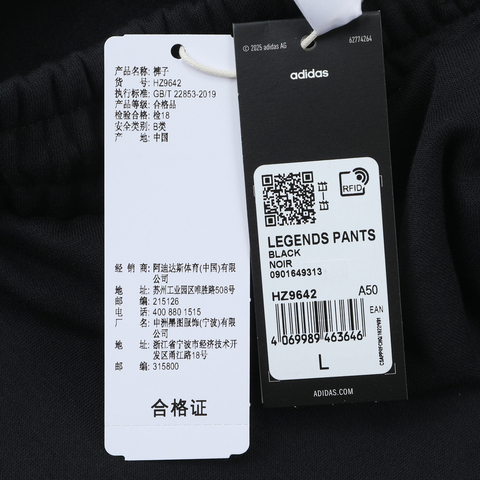 产品名称: 裤子
货 号: HZ9642
执行标准: GB/T 22853-2019
产品等级: 合格品
检验合格: 检18
安全类别: B类
产 地: 中国
经 销 商: 阿迪达斯体育(中国)有限
公司
地 址: 苏州工业园区唯胜路508号
邮 编: 215126
电 话: 400 880 1515
厂 名: 申洲墨图服饰(宁波)有限
公司
地 址: 浙江省宁波市经济技术开
发区甬江路18号
邮 编: 315800
合格证
© 2025 adidas AG
6Z774264
adidas
RFID
LEGENDS PANTS
BLACK
NOIR
0901649313
HZ9642 A50
EAN
4 069989 463646
L
ADIDAS.COM